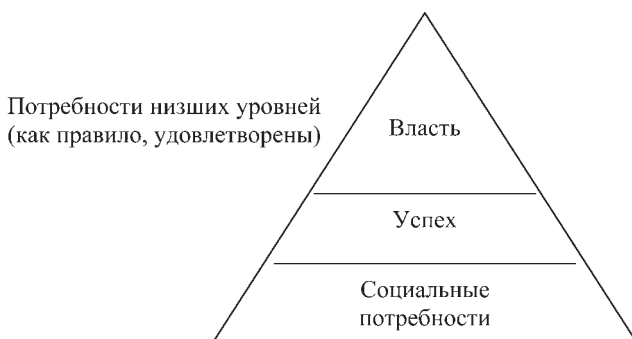 Потребности низших уровней
(как правило, удовлетворены)
Власть
Успех
Социальные
потребности